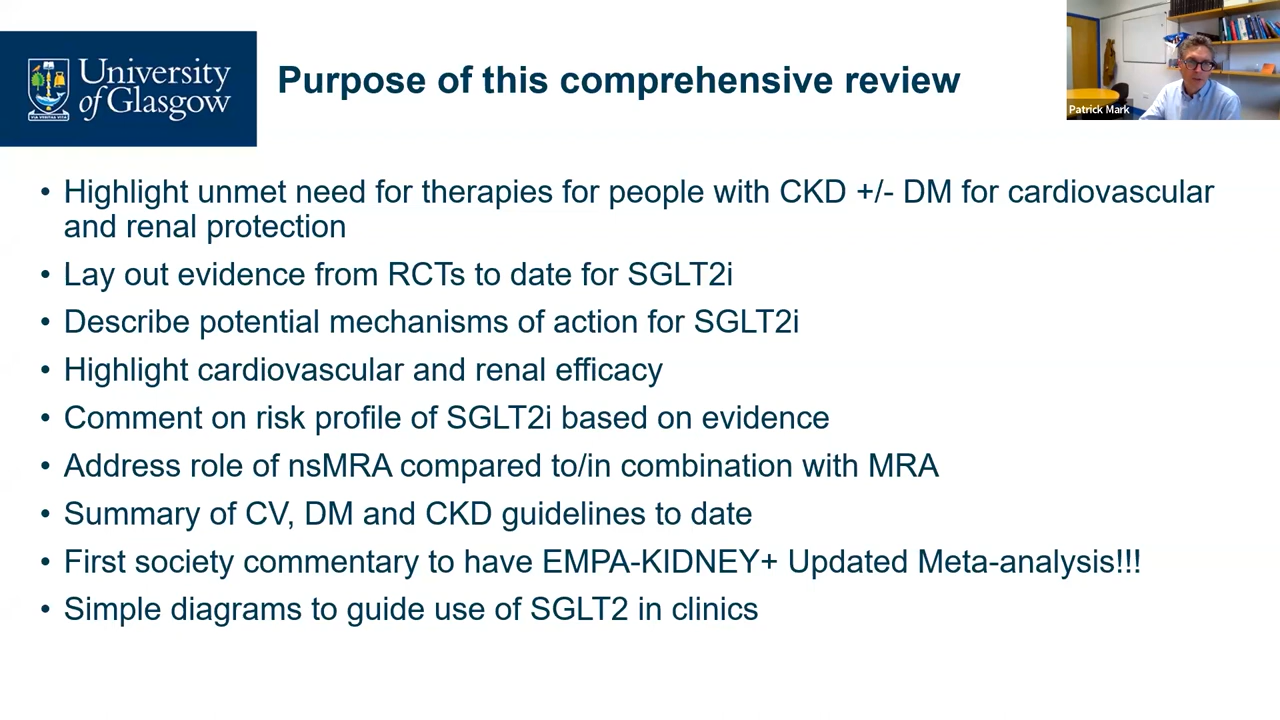 University
of Glasgow
VIA VERITAS VITA
Purpose of this comprehensive review
Patrick Mark
• Highlight unmet need for therapies for people with CKD +/- DM for cardiovascular
and renal protection
• Lay out evidence from RCTs to date for SGLT2i
• Describe potential mechanisms of action for SGLT2i
• Highlight cardiovascular and renal efficacy
• Comment on risk profile of SGLT2i based on evidence
• Address role of nsMRA compared to/in combination with MRA
• Summary of CV, DM and CKD guidelines to date
• First society commentary to have EMPA-KIDNEY+ Updated Meta-analysis!!!
• Simple diagrams to guide use of SGLT2 in clinics